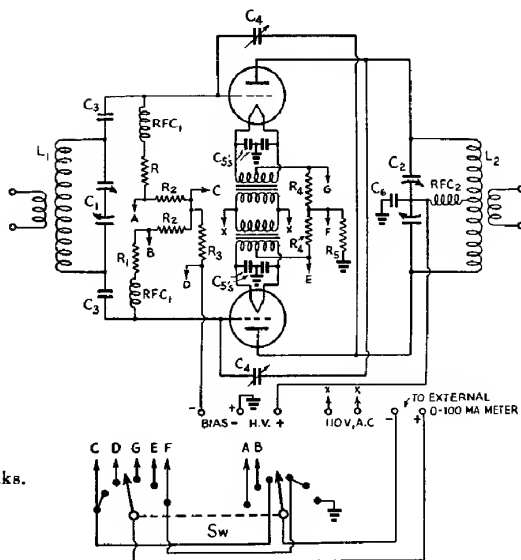 C4
C3
RFC1
L1
R
R2
C
C5's
R4
G
C2
L2
C1
A
R2
X
X
F
C6
RFC2
R1
B
R3
R4
R5
D
C5's
E
C3
RFC1
C4
- + - H.V. + X X TO EXTERNAL
BIAS 110V, A.C - + 0-100 MA METER
C D G E F A B
ks.
Sw